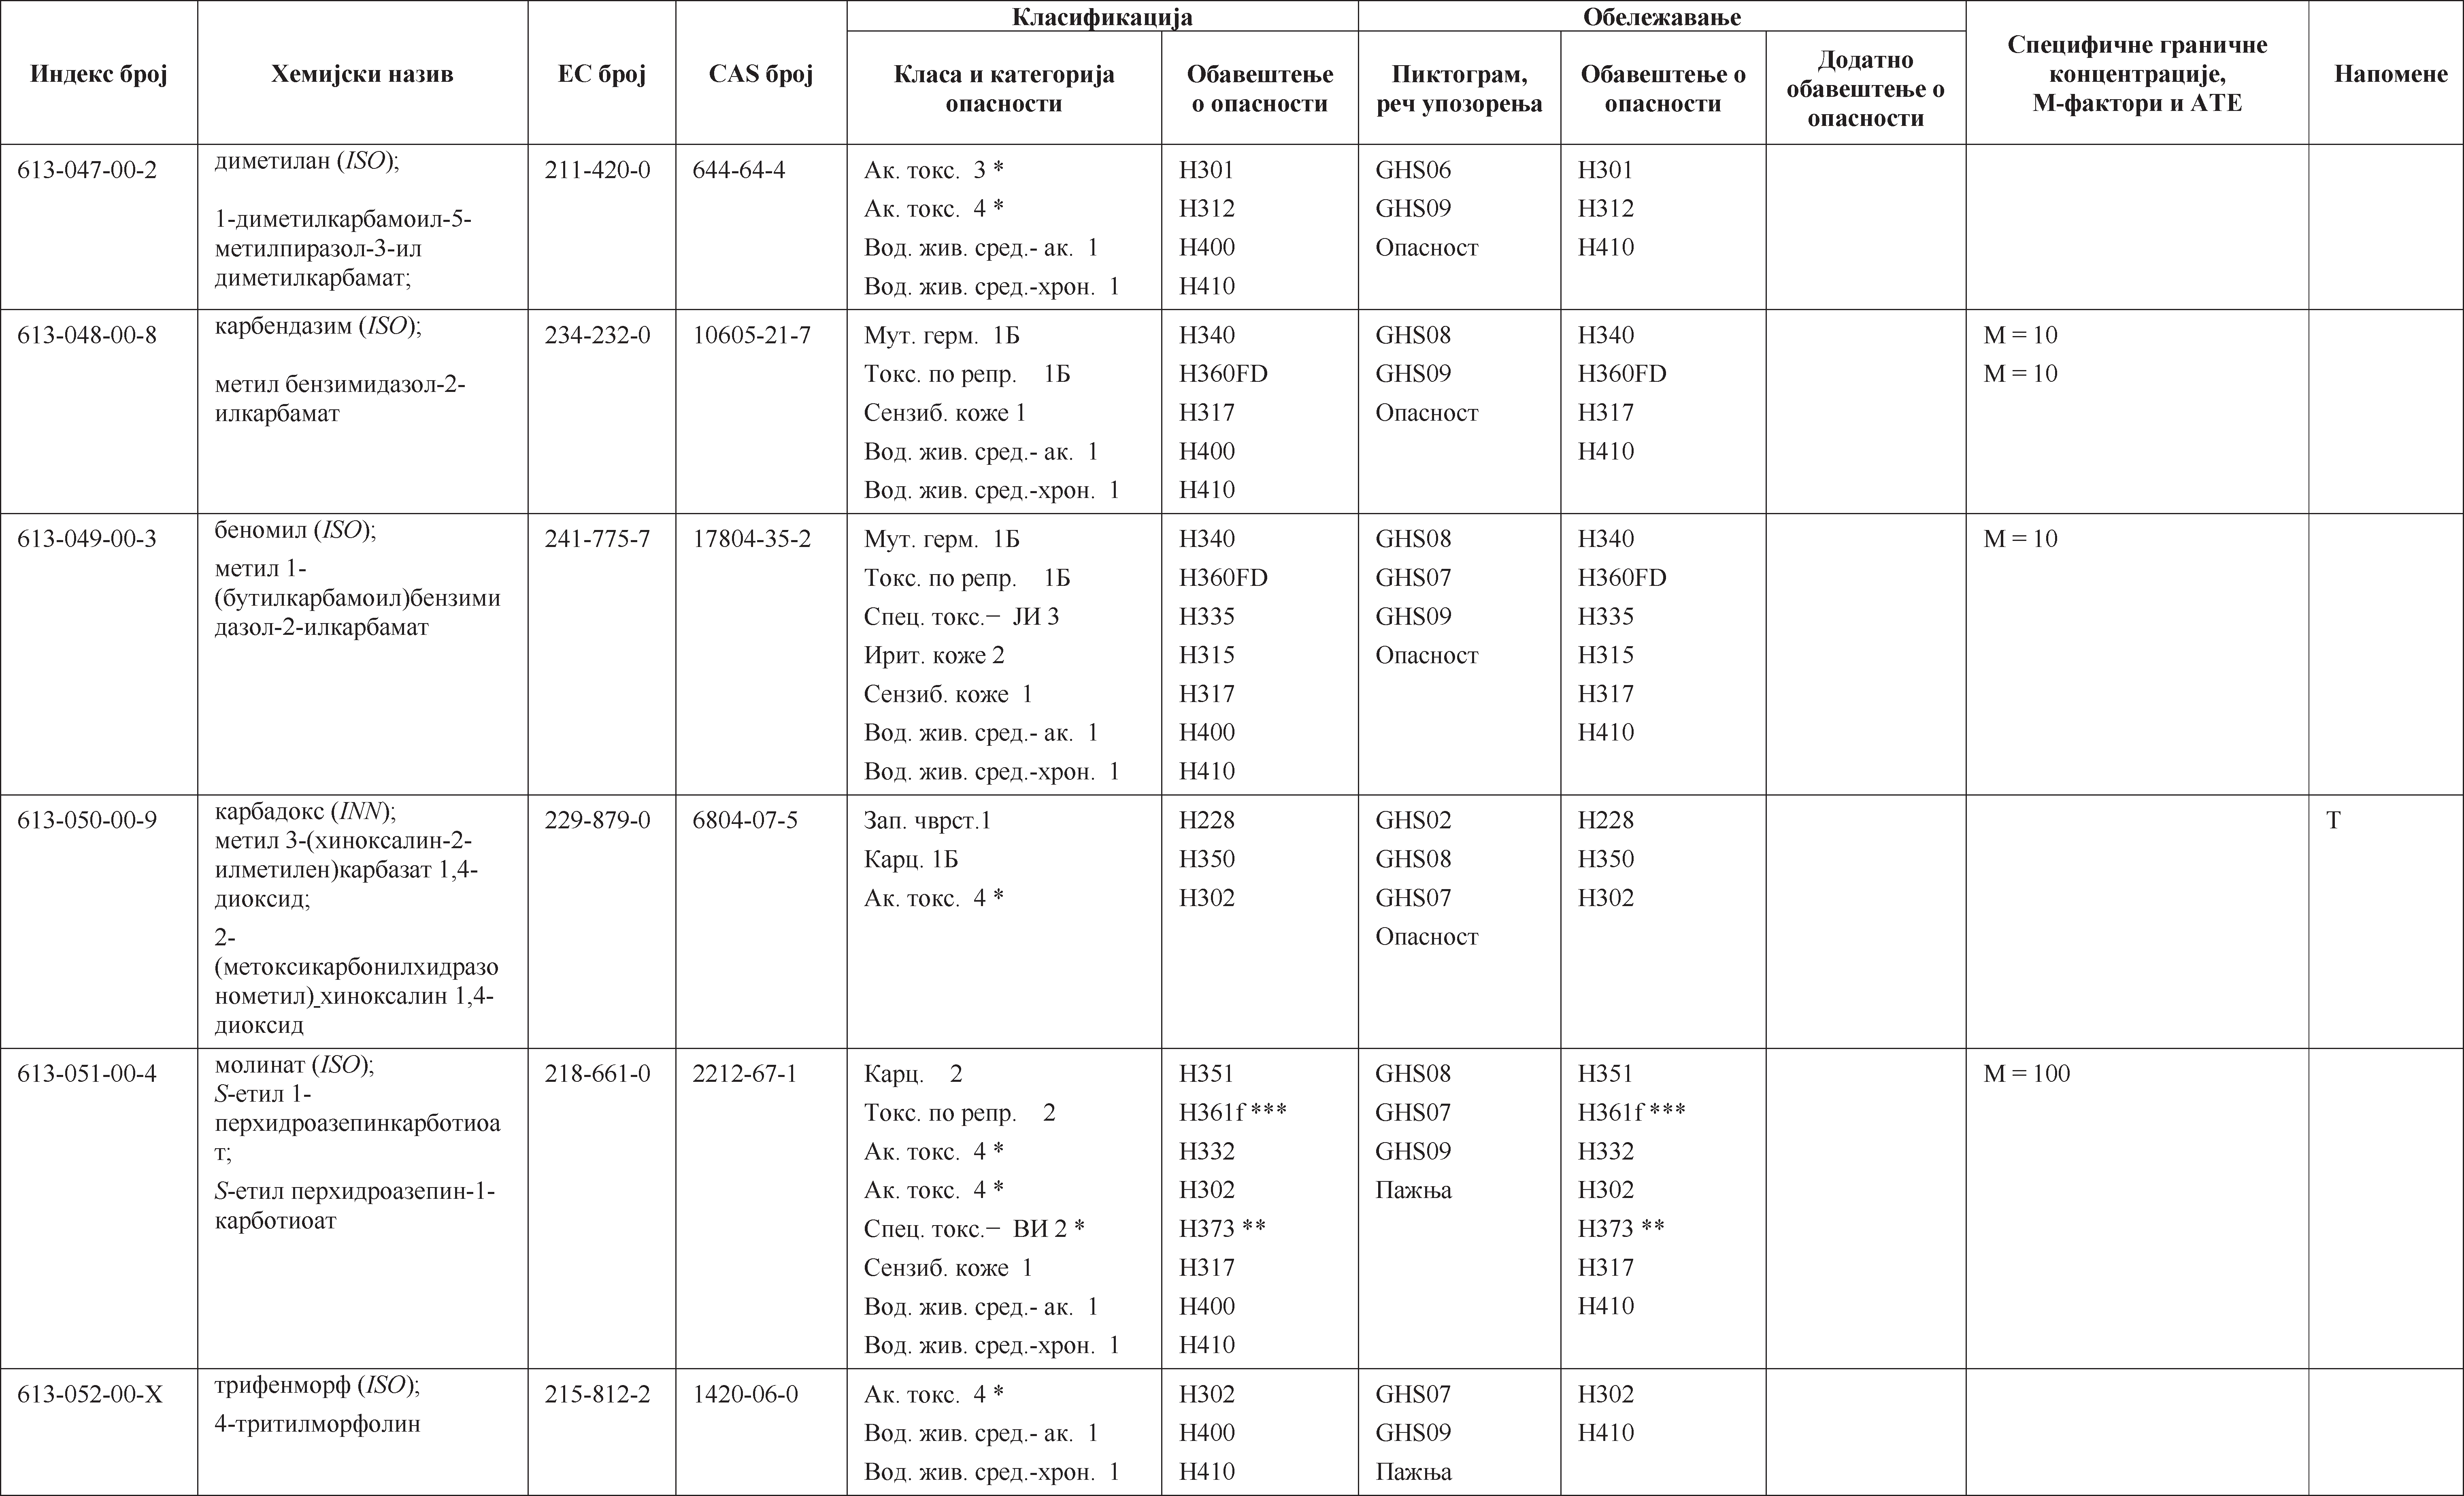 Индекс број
Хемијски назив
ЕС број
CAS број
Класификација
Обележавање
Специфичне граничне
концентрације,
М-фактори и АТЕ
Напомене
Класа и категорија
опасности
Обавештење
о опасности
Пиктограм,
реч упозорења
Обавештење о
опасности
Додатно
обавештење о
опасности
613-047-00-2
диметилан (ISO);
1-диметилкарбамоил-5-
метилпиразол-3-ил
диметилкарбамат;
211-420-0
644-64-4
Ак. токс.  3 *
Ак. токс.  4 *
Вод. жив. сред.- ак.  1
Вод. жив. сред.-хрон.  1
H301
H312
H400
H410
GHS06
GHS09
Опасност
H301
H312
H410
613-048-00-8
карбендазим (ISO);
метил бензимидазол-2-
илкарбамат
234-232-0
10605-21-7
Мут. герм.  1Б
Токс. по репр.    1Б
Сензиб. коже 1
Вод. жив. сред.- ак.  1
Вод. жив. сред.-хрон.  1
H340
H360FD
H317
H400
H410
GHS08
GHS09
Опасност
H340
H360FD
H317
H410
M = 10
M = 10
613-049-00-3
беномил (ISO);
метил 1-
(бутилкарбамоил)бензими
дазол-2-илкарбамат
241-775-7
17804-35-2
Мут. герм.  1Б
Токс. по репр.    1Б
Спец. токс.−  ЈИ 3
Ирит. коже 2
Сензиб. коже  1
Вод. жив. сред.- ак.  1
Вод. жив. сред.-хрон.  1
H340
H360FD
H335
H315
H317
H400
H410
GHS08
GHS07
GHS09
Опасност
H340
H360FD
H335
H315
H317
H410
M = 10
613-050-00-9
карбадокс (INN);
метил 3-(хиноксалин-2-
илметилен)карбазат 1,4-
диоксид;
2-
(метоксикарбонилхидразо
нометил) хиноксалин 1,4-
диоксид
229-879-0
6804-07-5
Зап. чврст.1
Карц. 1Б
Ак. токс.  4 *
H228
H350
H302
GHS02
GHS08
GHS07
Опасност
H228
H350
H302
T
613-051-00-4
молинат (ISO);
S-етил 1-
перхидроазепинкарботиоа
т;
S-етил перхидроазепин-1-
карботиоат
218-661-0
2212-67-1
Карц.    2
Токс. по репр.    2
Ак. токс.  4 *
Ак. токс.  4 *
Спец. токс.−  ВИ 2 *
Сензиб. коже  1
Вод. жив. сред.- ак.  1
Вод. жив. сред.-хрон.  1
H351
H361f ***
H332
H302
H373 **
H317
H400
H410
GHS08
GHS07
GHS09
Пажња
H351
H361f ***
H332
H302
H373 **
H317
H410
M = 100
613-052-00-X
трифенморф (ISO);
4-тритилморфолин
215-812-2
1420-06-0
Ак. токс.  4 *
Вод. жив. сред.- ак.  1
Вод. жив. сред.-хрон.  1
H302
H400
H410
GHS07
GHS09
Пажња
H302
H410